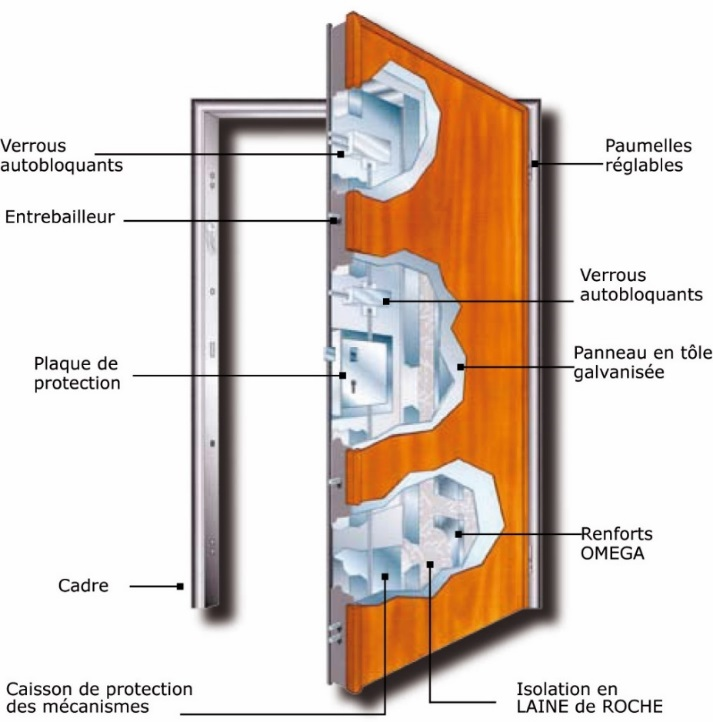 Verrous
autobloquants
Entrebailleur
Plaque de
protection
Cadre
Caisson de protection
des mécanismes
Paumelles
réglables
Verrous
autobloquants
Panneau en tôle
galvanisée
Renforts
OMEGA
Isolation en
LAINE de ROCHE